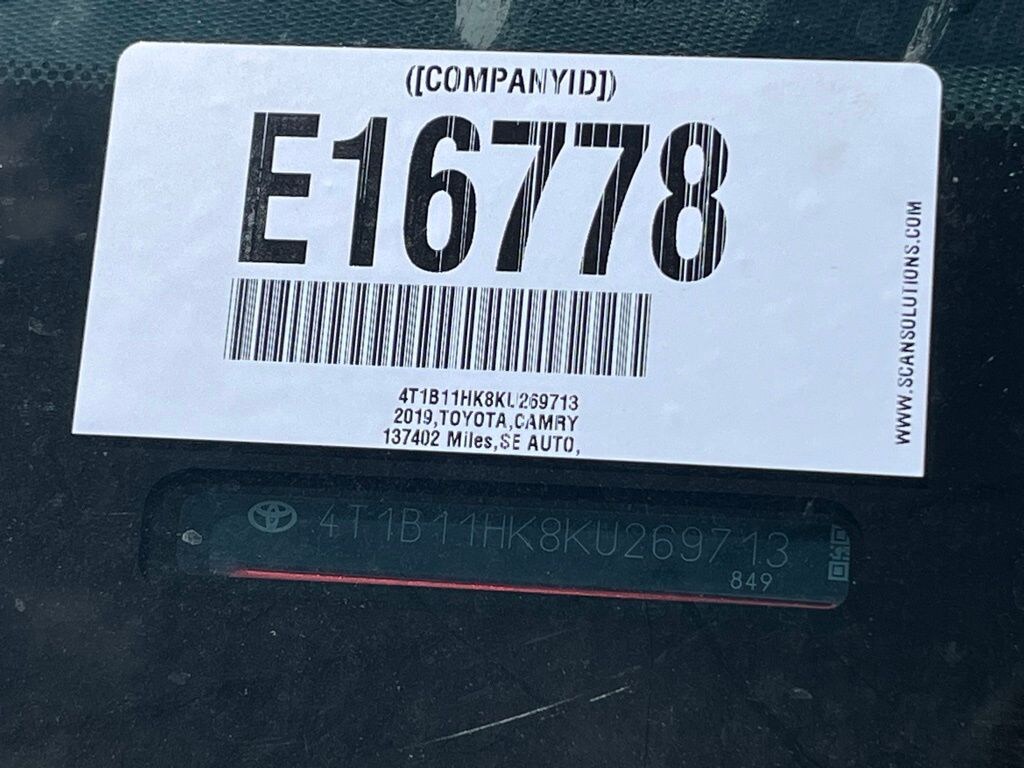 ([COMPANYID])
E16778
4T1B11HK8KU269713
2019,TOYOTA,CAMRY
137402 Miles,SE AUTO,
WWW.SCANSOLUTIONS.COM
4T1B11HK8KU269713
849